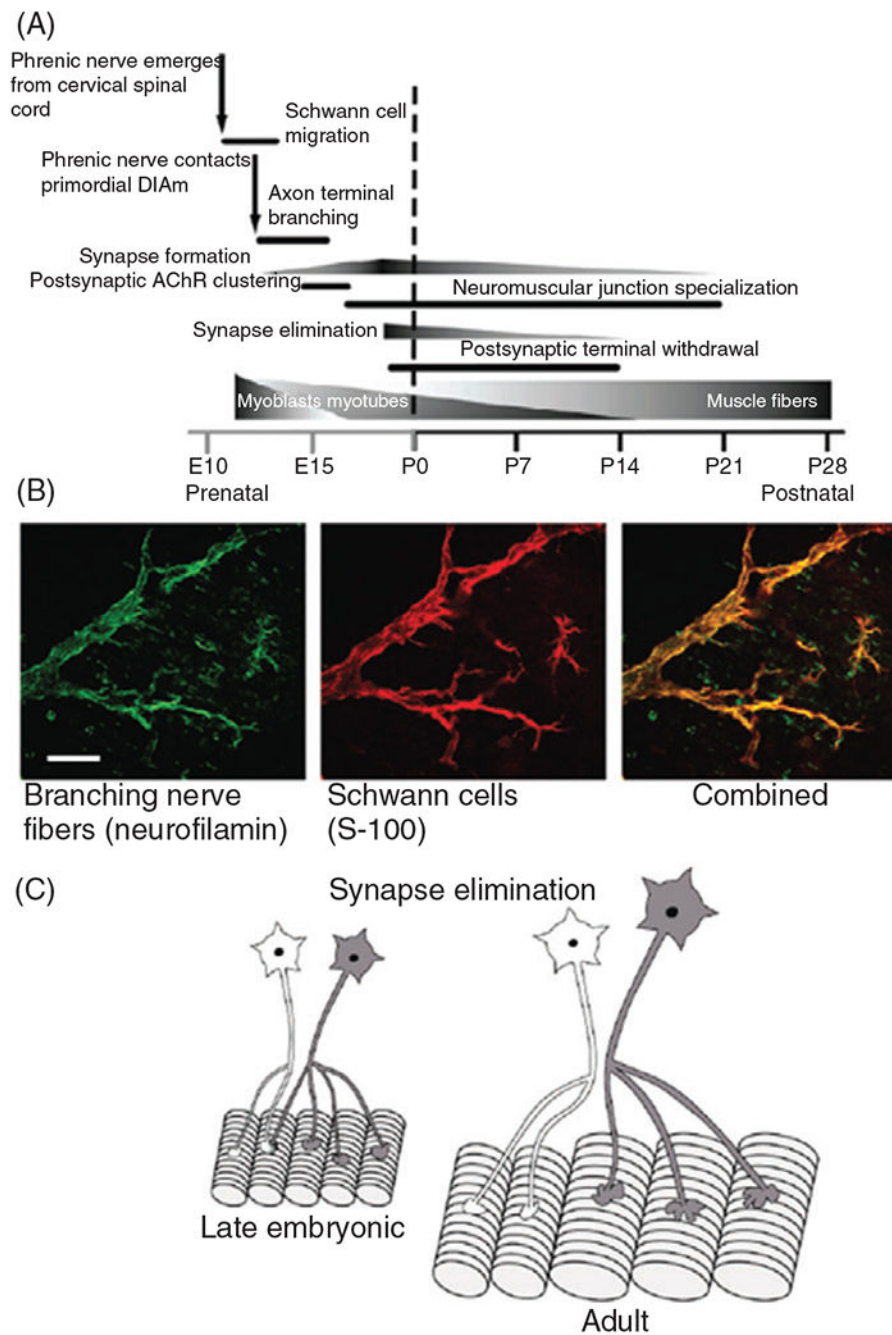 (A)
Phrenic nerve emerges
from cervical spinal
cord
Schwann cell
migration
Phrenic nerve contacts
primordial DIAm
Axon terminal
branching
Synapse formation
Postsynaptic AChR clustering
Neuromuscular junction specialization
Synapse elimination
Postsynaptic terminal withdrawal
Myoblasts myotubes
Muscle fibers
E10
E15
P0
P7
P14
P21
P28
Prenatal
Postnatal
(B)
Branching nerve
fibers (neurofilamin)
Schwann cells
(S-100)
Combined
(C)
Synapse elimination
Late embryonic
Adult